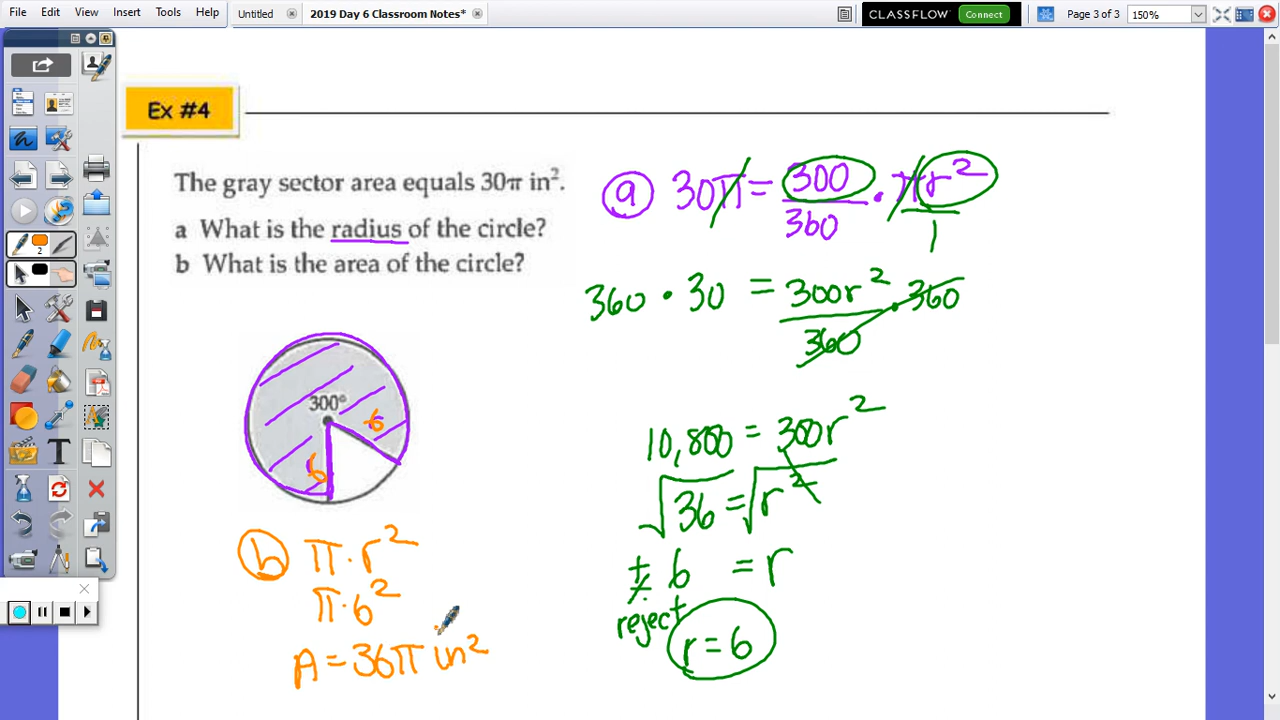 File Edit View Insert Tools Help Untitled 2019 Day 6 Classroom Notes* CLASSFLOW Connect Page 3 of 3 150%
Ex #4
The gray sector area equals 30π in².
a What is the radius of the circle?
b What is the area of the circle?
300°
6
6
2
T
ⓐ 30π = 300/360 · πr²/1
360 · 30 = 300r²/360 · 360
10,800 = 300r²
√36 = √r²
± 6 = r
reject
r = 6
ⓑ π · r²
π · 6²
A = 36π in²